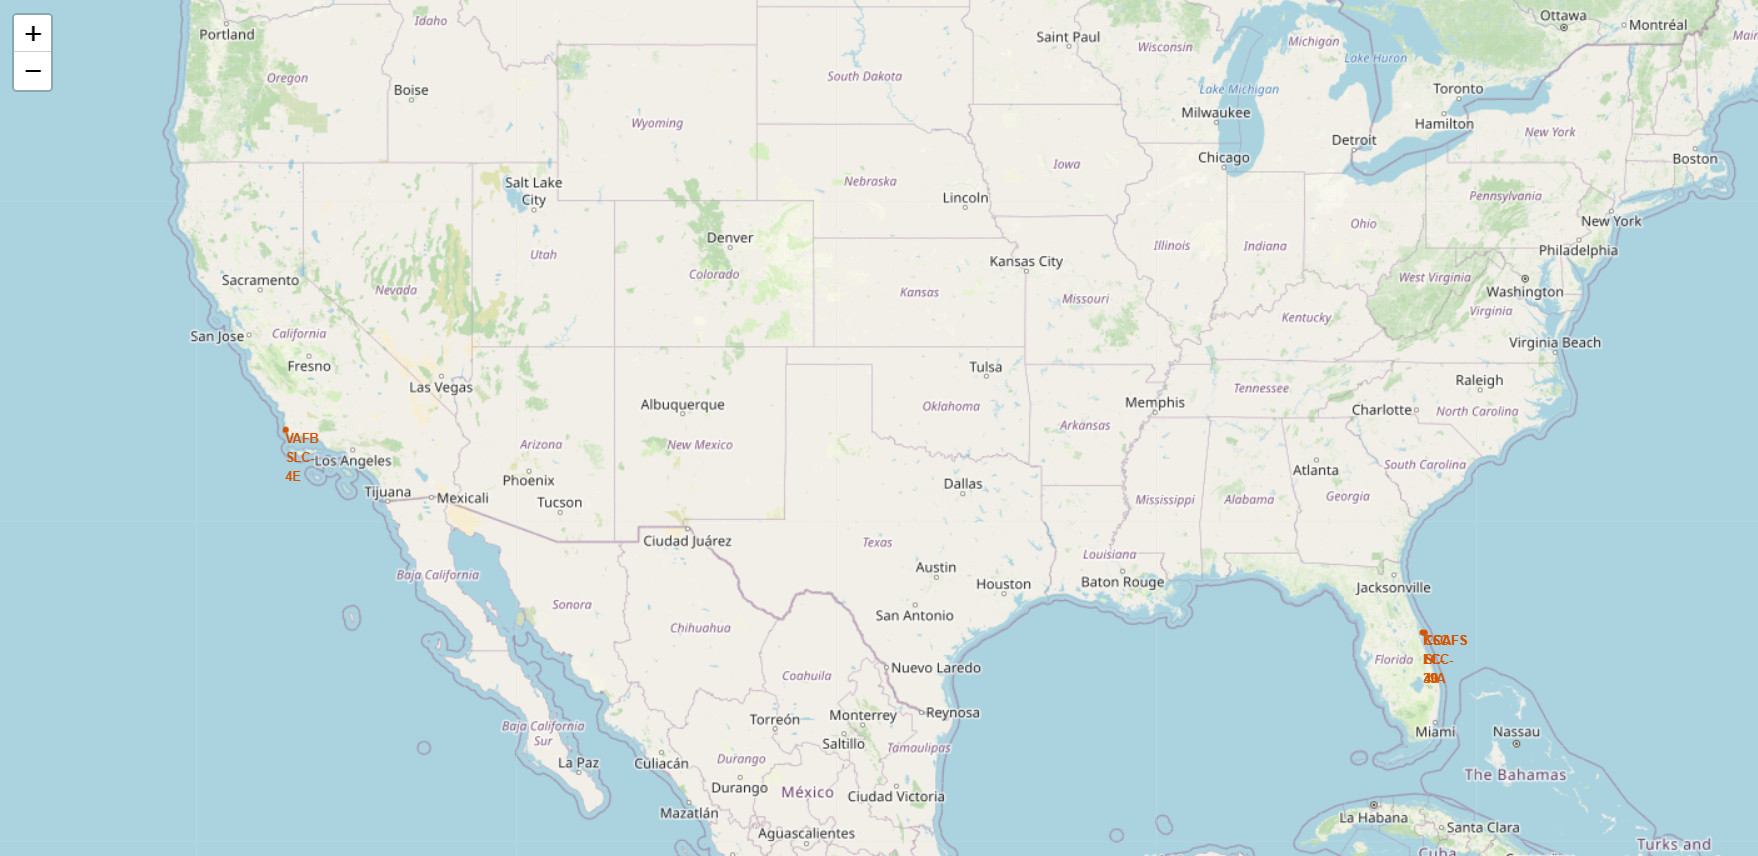 +
−
Portland
Idaho
Oregon
Boise
Wyoming
South Dakota
Saint Paul
Wisconsin
Michigan
Lake Huron
Lake Michigan
Milwaukee
Chicago
Detroit
Ottawa
Montréal
Toronto
Hamilton
New York
Boston
Salt Lake
City
Nebraska
Lincoln
Iowa
Pennsylvania
New York
Philadelphia
Denver
Utah
Colorado
Nevada
Sacramento
California
San Jose
Fresno
Las Vegas
Kansas City
Kansas
Missouri
Illinois
Indiana
Ohio
West Virginia
Washington
Virginia
Kentucky
Virginia Beach
Tulsa
Albuquerque
Oklahoma
Arkansas
Memphis
Tennessee
Raleigh
Charlotte
North Carolina
Arizona
New Mexico
VAFB
SLC-
4E
Los Angeles
Phoenix
Tucson
Tijuana
Mexicali
Dallas
Atlanta
South Carolina
Mississippi
Alabama
Georgia
Ciudad Juárez
Texas
Louisiana
Austin
Houston
Baton Rouge
Jacksonville
Baja California
Sonora
Chihuahua
San Antonio
Florida
Nuevo Laredo
Coahuila
Reynosa
Miami
Nassau
Baja California
Sur
Torreón
Monterrey
Saltillo
Tamaulipas
La Paz
Culiacán
Durango
Durango
México
Ciudad Victoria
The Bahamas
Mazatlán
Aguascalientes
La Habana
Santa Clara
Cuba
Turks and